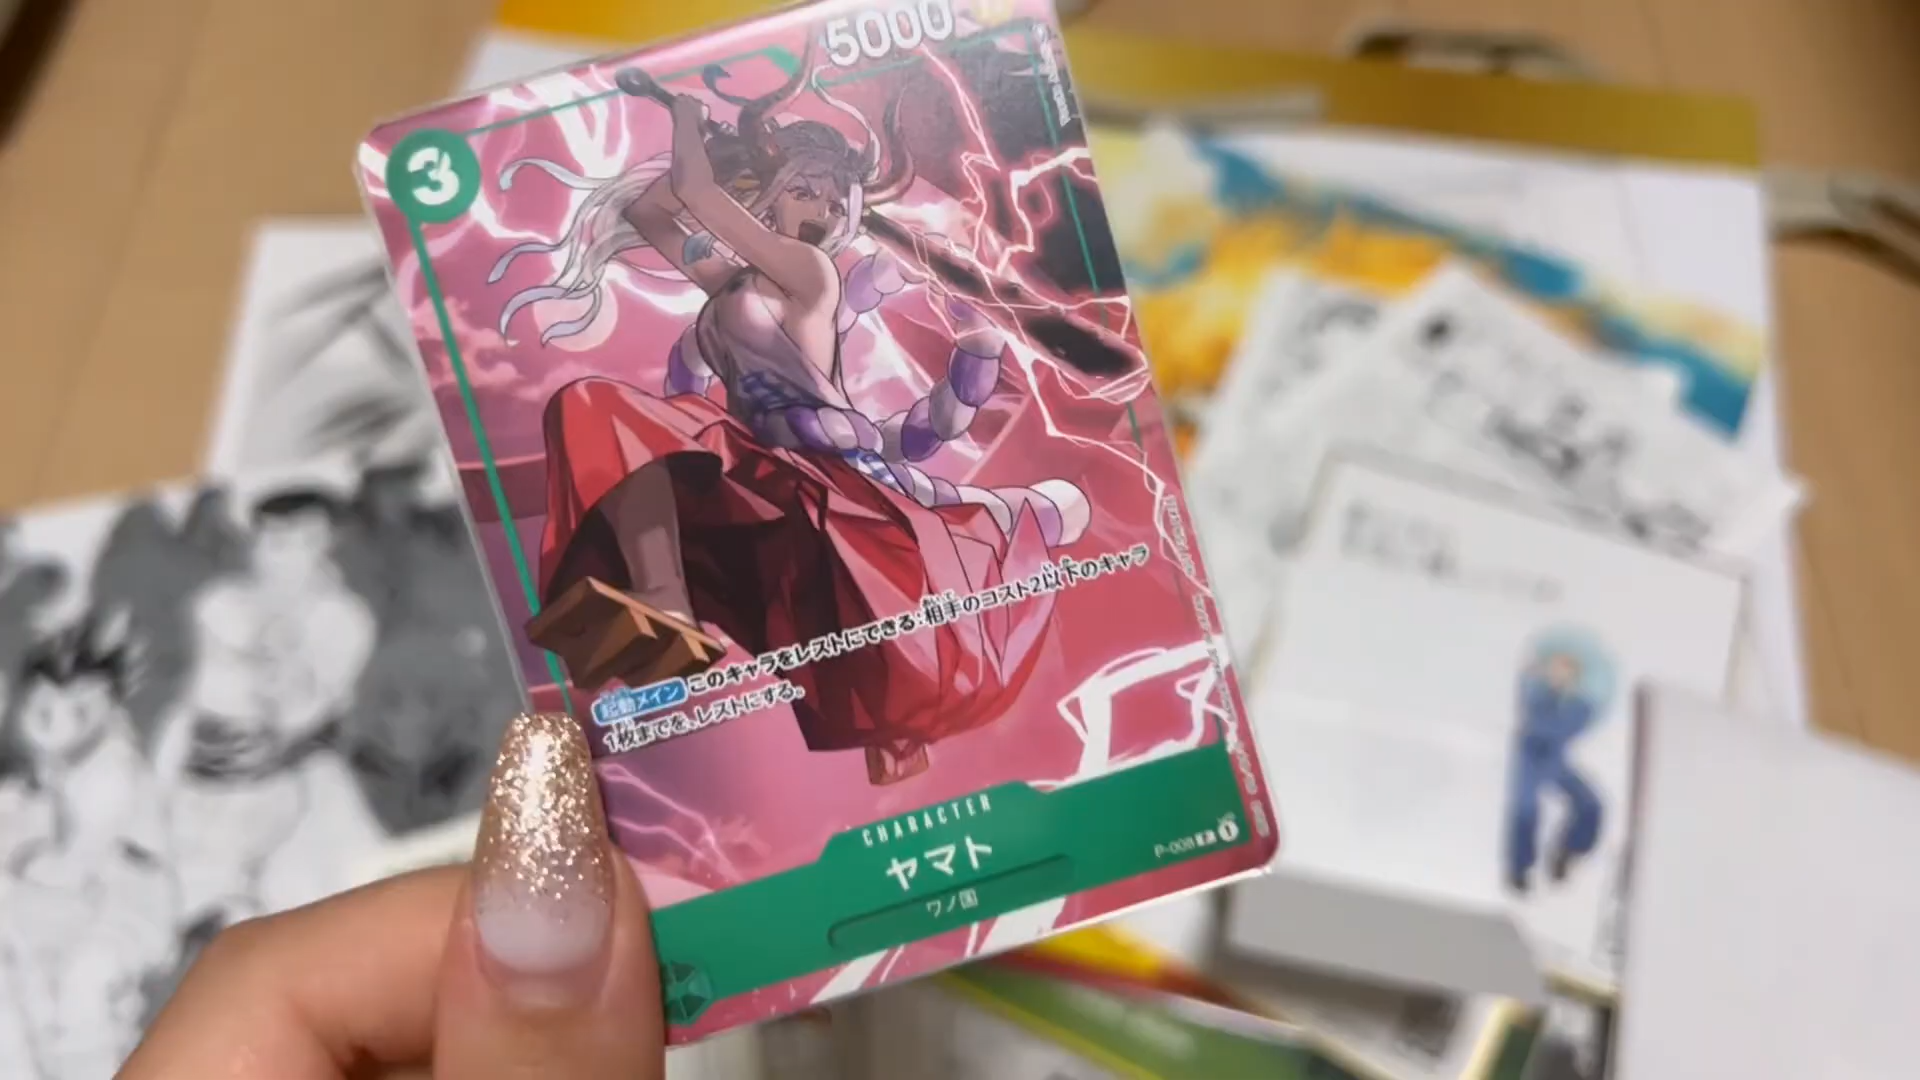 5000
3
起動メイン このキャラをレストにできる:相手のコスト2以下のキャラ
1枚までを、レストにする。
CHARACTER
ヤマト
ワノ国
P-008 P 1